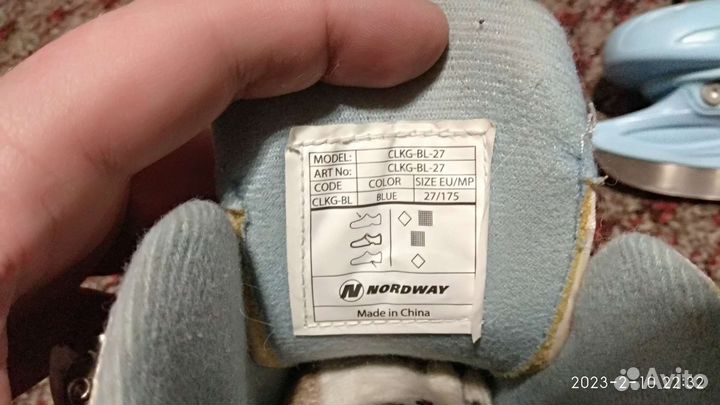 MODEL: CLKG-BL-27
ART No: CLKG-BL-27
CODE COLOR SIZE EU/MP
CLKG-BL BLUE 27/175
NORDWAY
Made in China
Avito
2023-2-10 22:32